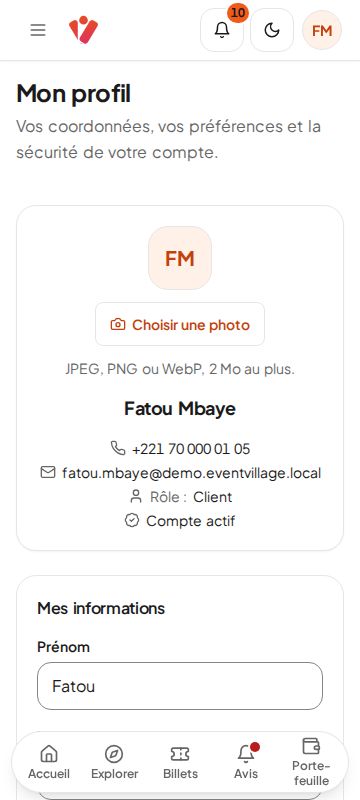 10
FM
Mon profil
Vos coordonnées, vos préférences et la
sécurité de votre compte.
FM
Choisir une photo
JPEG, PNG ou WebP, 2 Mo au plus.
Fatou Mbaye
+221 70 000 01 05
fatou.mbaye@demo.eventvillage.local
Rôle : Client
Compte actif
Mes informations
Prénom
Fatou
Accueil
Explorer
Billets
Avis
Porte-
feuille